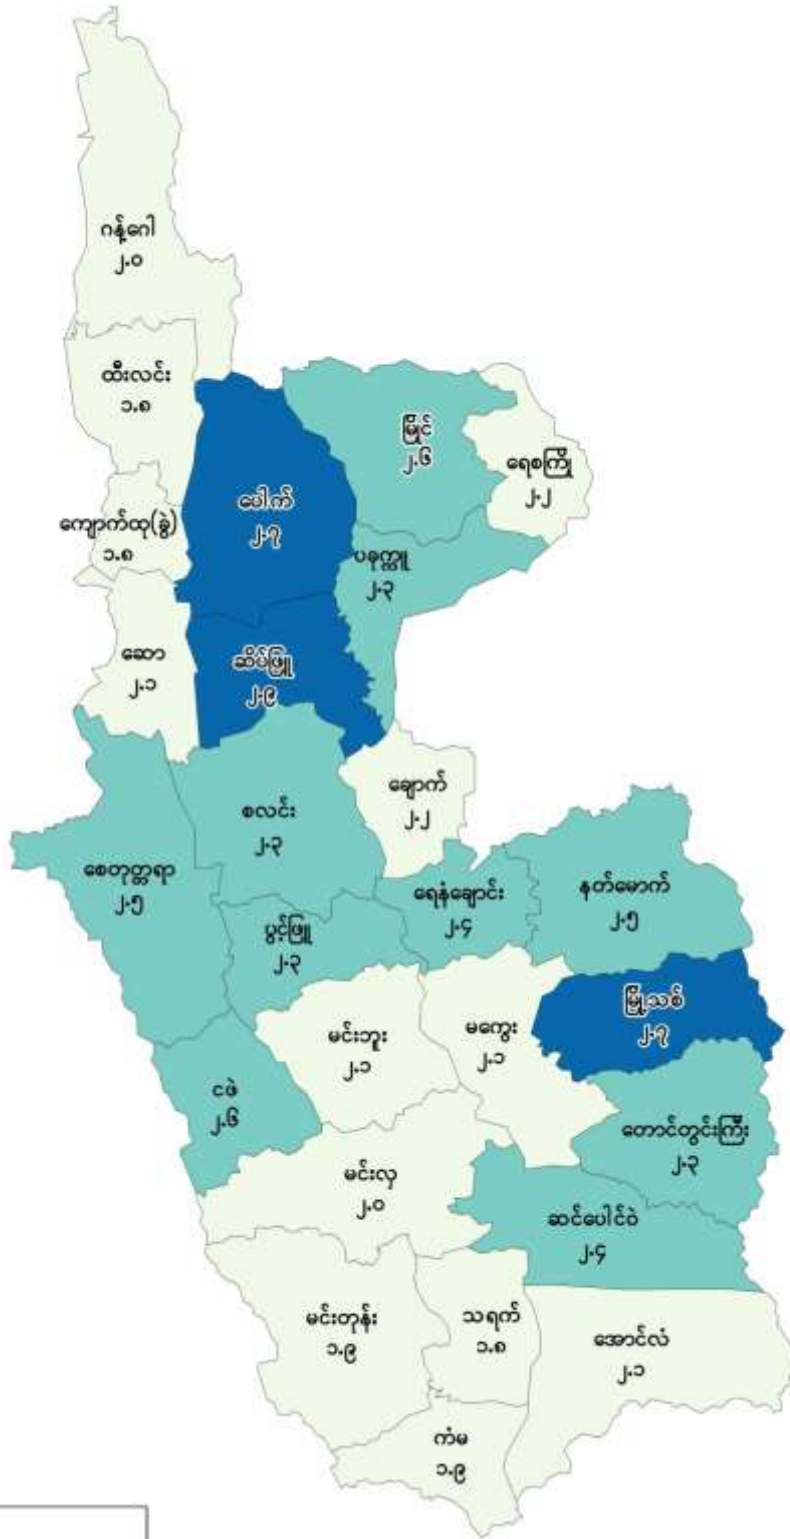 ဂန့်ဂေါ
၂.၀
ထီးလင်း
၁.၈
မြိုင်
၂.၆
ရေစကြို
၂.၂
ပေါက်
၂.၇
ကျောက်ထု(ခွဲ)
၁.၈
ပခုက္ကူ
၂.၃
ဆော
၂.၁
ဆိပ်ဖြူ
၂.၉
ချောက်
၂.၂
စလင်း
၂.၃
စေတုတ္တရာ
၂.၅
ရေနံချောင်း
၂.၄
နတ်မောက်
၂.၅
ပွင့်ဖြူ
၂.၃
မြို့သစ်
၂.၇
မင်းဘူး
၂.၁
မကွေး
၂.၁
ငဖဲ
၂.၆
တောင်တွင်းကြီး
၂.၃
မင်းလှ
၂.၀
ဆင်ပေါင်ဝဲ
၂.၄
မင်းတုန်း
၁.၉
သရက်
၁.၈
အောင်လံ
၂.၁
ကံမ
၁.၉